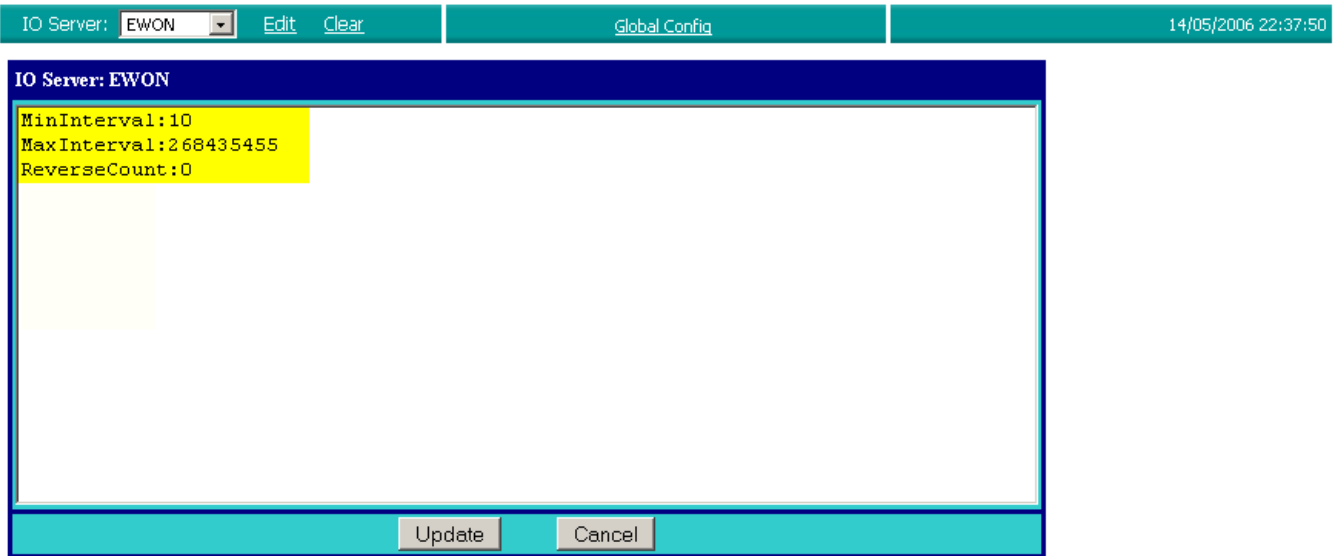 IO Server: EWON Edit Clear Global Config 14/05/2006 22:37:50
IO Server: EWON
MinInterval:10
MaxInterval:268435455
ReverseCount:0
Update Cancel